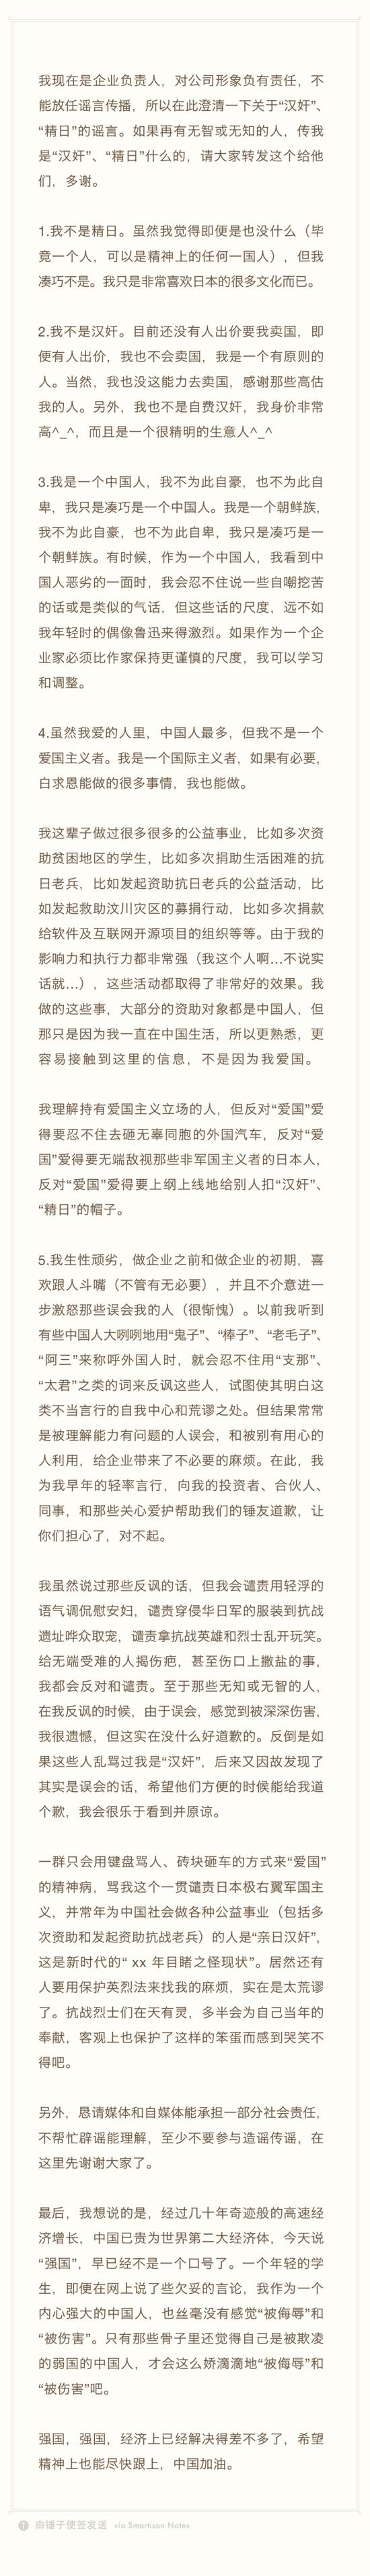 我现在是企业负责人，对公司形象负有责任，不
能放任谣言传播，所以在此澄清一下关于“汉奸”、
“精日”的谣言。如果再有无智或无知的人，传我
是“汉奸”、“精日”什么的，请大家转发这个给他
们，多谢。
1.我不是精日。虽然我觉得即便是也没什么（毕
竟一个人，可以是精神上的任何一国人），但我
凑巧不是。我只是非常喜欢日本的很多文化而已。
2.我不是汉奸。目前还没有人出价要我卖国，即
便有人出价，我也不会卖国，我是一个有原则的
人。当然，我也没这能力去卖国，感谢那些高估
我的人。另外，我也不是自费汉奸，我身价非常
高^_^，而且是一个很精明的生意人^_^
3.我是一个中国人，我不为此自豪，也不为此自
卑，我只是凑巧是一个中国人。我是一个朝鲜族，
我不为此自豪，也不为此自卑，我只是凑巧是一
个朝鲜族。有时候，作为一个中国人，我看到中
国人恶劣的一面时，我会忍不住说一些自嘲挖苦
的话或是类似的气话，但这些话的尺度，远不如
我年轻时的偶像鲁迅来得激烈。如果作为一个企
业家必须比作家保持更谨慎的尺度，我可以学习
和调整。
4.虽然我爱的人里，中国人最多，但我不是一个
爱国主义者。我是一个国际主义者，如果有必要，
白求恩能做的很多事情，我也能做。
我这辈子做过很多很多的公益事业，比如多次资
助贫困地区的学生，比如多次捐助生活困难的抗
日老兵，比如发起资助抗日老兵的公益活动，比
如发起救助汶川灾区的募捐行动，比如多次捐款
给软件及互联网开源项目的组织等等。由于我的
影响力和执行力都非常强（我这个人啊…不说实
话就…），这些活动都取得了非常好的效果。我
做的这些事，大部分的资助对象都是中国人，但
那只是因为我一直在中国生活，所以更熟悉，更
容易接触到这里的信息，不是因为我爱国。
我理解持有爱国主义立场的人，但反对“爱国”爱
得要忍不住去砸无辜同胞的外国汽车，反对“爱
国”爱得要无端敌视那些非军国主义者的日本人，
反对“爱国”爱得要上纲上线地给别人扣“汉奸”、
“精日”的帽子。
5.我生性顽劣，做企业之前和做企业的初期，喜
欢跟人斗嘴（不管有无必要），并且不介意进一
步激怒那些误会我的人（很惭愧）。以前我听到
有些中国人大咧咧地用“鬼子”、“棒子”、“老毛子”、
“阿三”来称呼外国人时，就会忍不住用“支那”、
“太君”之类的词来反讽这些人，试图使其明白这
类不当言行的自我中心和荒谬之处。但结果常常
是被理解能力有问题的人误会，和被别有用心的
人利用，给企业带来了不必要的麻烦。在此，我
为我早年的轻率言行，向我的投资者、合伙人、
同事，和那些关心爱护帮助我们的锤友道歉，让
你们担心了，对不起。
我虽然说过那些反讽的话，但我会谴责用轻浮的
语气调侃慰安妇，谴责穿侵华日军的服装到抗战
遗址哗众取宠，谴责拿抗战英雄和烈士乱开玩笑。
给无端受难的人揭伤疤，甚至伤口上撒盐的事，
我都会反对和谴责。至于那些无知或无智的人，
在我反讽的时候，由于误会，感觉到被深深伤害，
我很遗憾，但这实在没什么好道歉的。反倒是如
果这些人乱骂过我是“汉奸”，后来又因故发现了
其实是误会的话，希望他们方便的时候能给我道
个歉，我会很乐于看到并原谅。
一群只会用键盘骂人、砖块砸车的方式来“爱国”
的精神病，骂我这个一贯谴责日本极右翼军国主
义，并常年为中国社会做各种公益事业（包括多
次资助和发起资助抗战老兵）的人是“亲日汉奸”，
这是新时代的“ xx 年目睹之怪现状”。居然还有
人要用保护英烈法来找我的麻烦，实在是太荒谬
了。抗战烈士们在天有灵，多半会为自己当年的
奉献，客观上也保护了这样的笨蛋而感到哭笑不
得吧。
另外，恳请媒体和自媒体能承担一部分社会责任，
不帮忙辟谣能理解，至少不要参与造谣传谣，在
这里先谢谢大家了。
最后，我想说的是，经过几十年奇迹般的高速经
济增长，中国已贵为世界第二大经济体，今天说
“强国”，早已经不是一个口号了。一个年轻的学
生，即便在网上说了些欠妥的言论，我作为一个
内心强大的中国人，也丝毫没有感觉“被侮辱”和
“被伤害”。只有那些骨子里还觉得自己是被欺凌
的弱国的中国人，才会这么娇滴滴地“被侮辱”和
“被伤害”吧。
强国，强国，经济上已经解决得差不多了，希望
精神上也能尽快跟上，中国加油。
由锤子便签发送 via Smartisan Notes